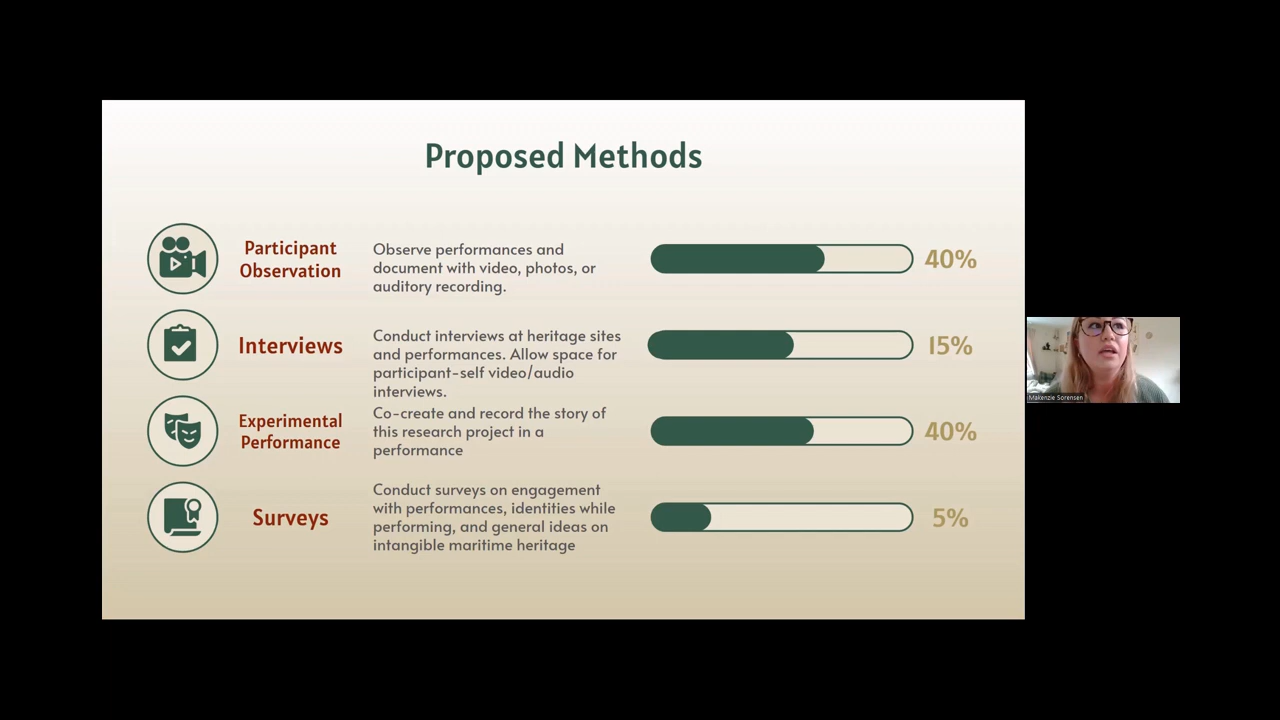 Proposed Methods
Participant
Observation
Observe performances and
document with video, photos, or
auditory recording.
40%
Interviews
Conduct interviews at heritage sites
and performances. Allow space for
participant-self video/audio
interviews.
15%
Experimental
Performance
Co-create and record the story of
this research project in a
performance
40%
Surveys
Conduct surveys on engagement
with performances, identities while
performing, and general ideas on
intangible maritime heritage
5%
Makenzie Sorensen